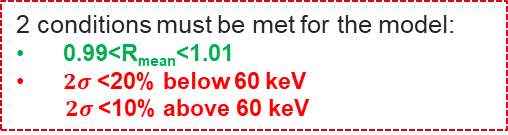 2 conditions must be met for the model:
• 0.99<Rmean<1.01
• 2σ <20% below 60 keV
2σ <10% above 60 keV